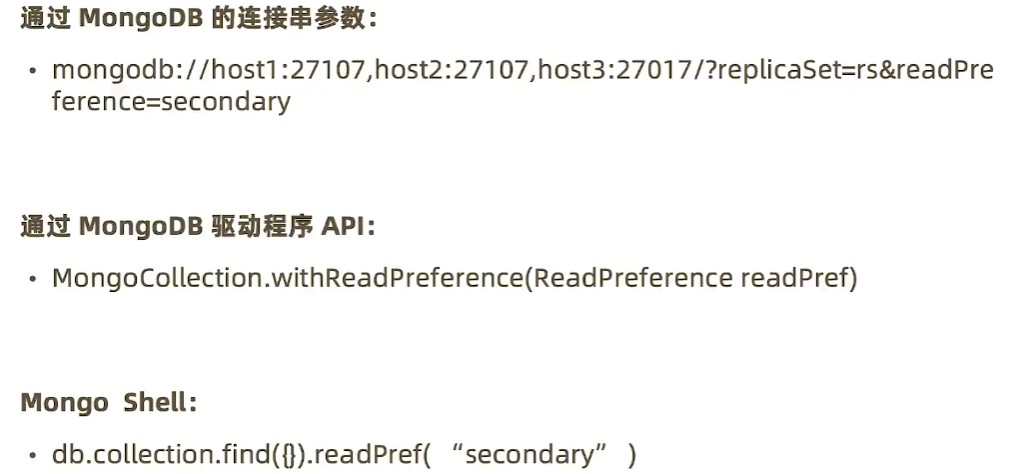 通过 MongoDB 的连接串参数：
• mongodb://host1:27107,host2:27107,host3:27017/?replicaSet=rs&readPre
ference=secondary
通过 MongoDB 驱动程序 API：
• MongoCollection.withReadPreference(ReadPreference readPref)
Mongo Shell：
• db.collection.find({}).readPref( “secondary” )